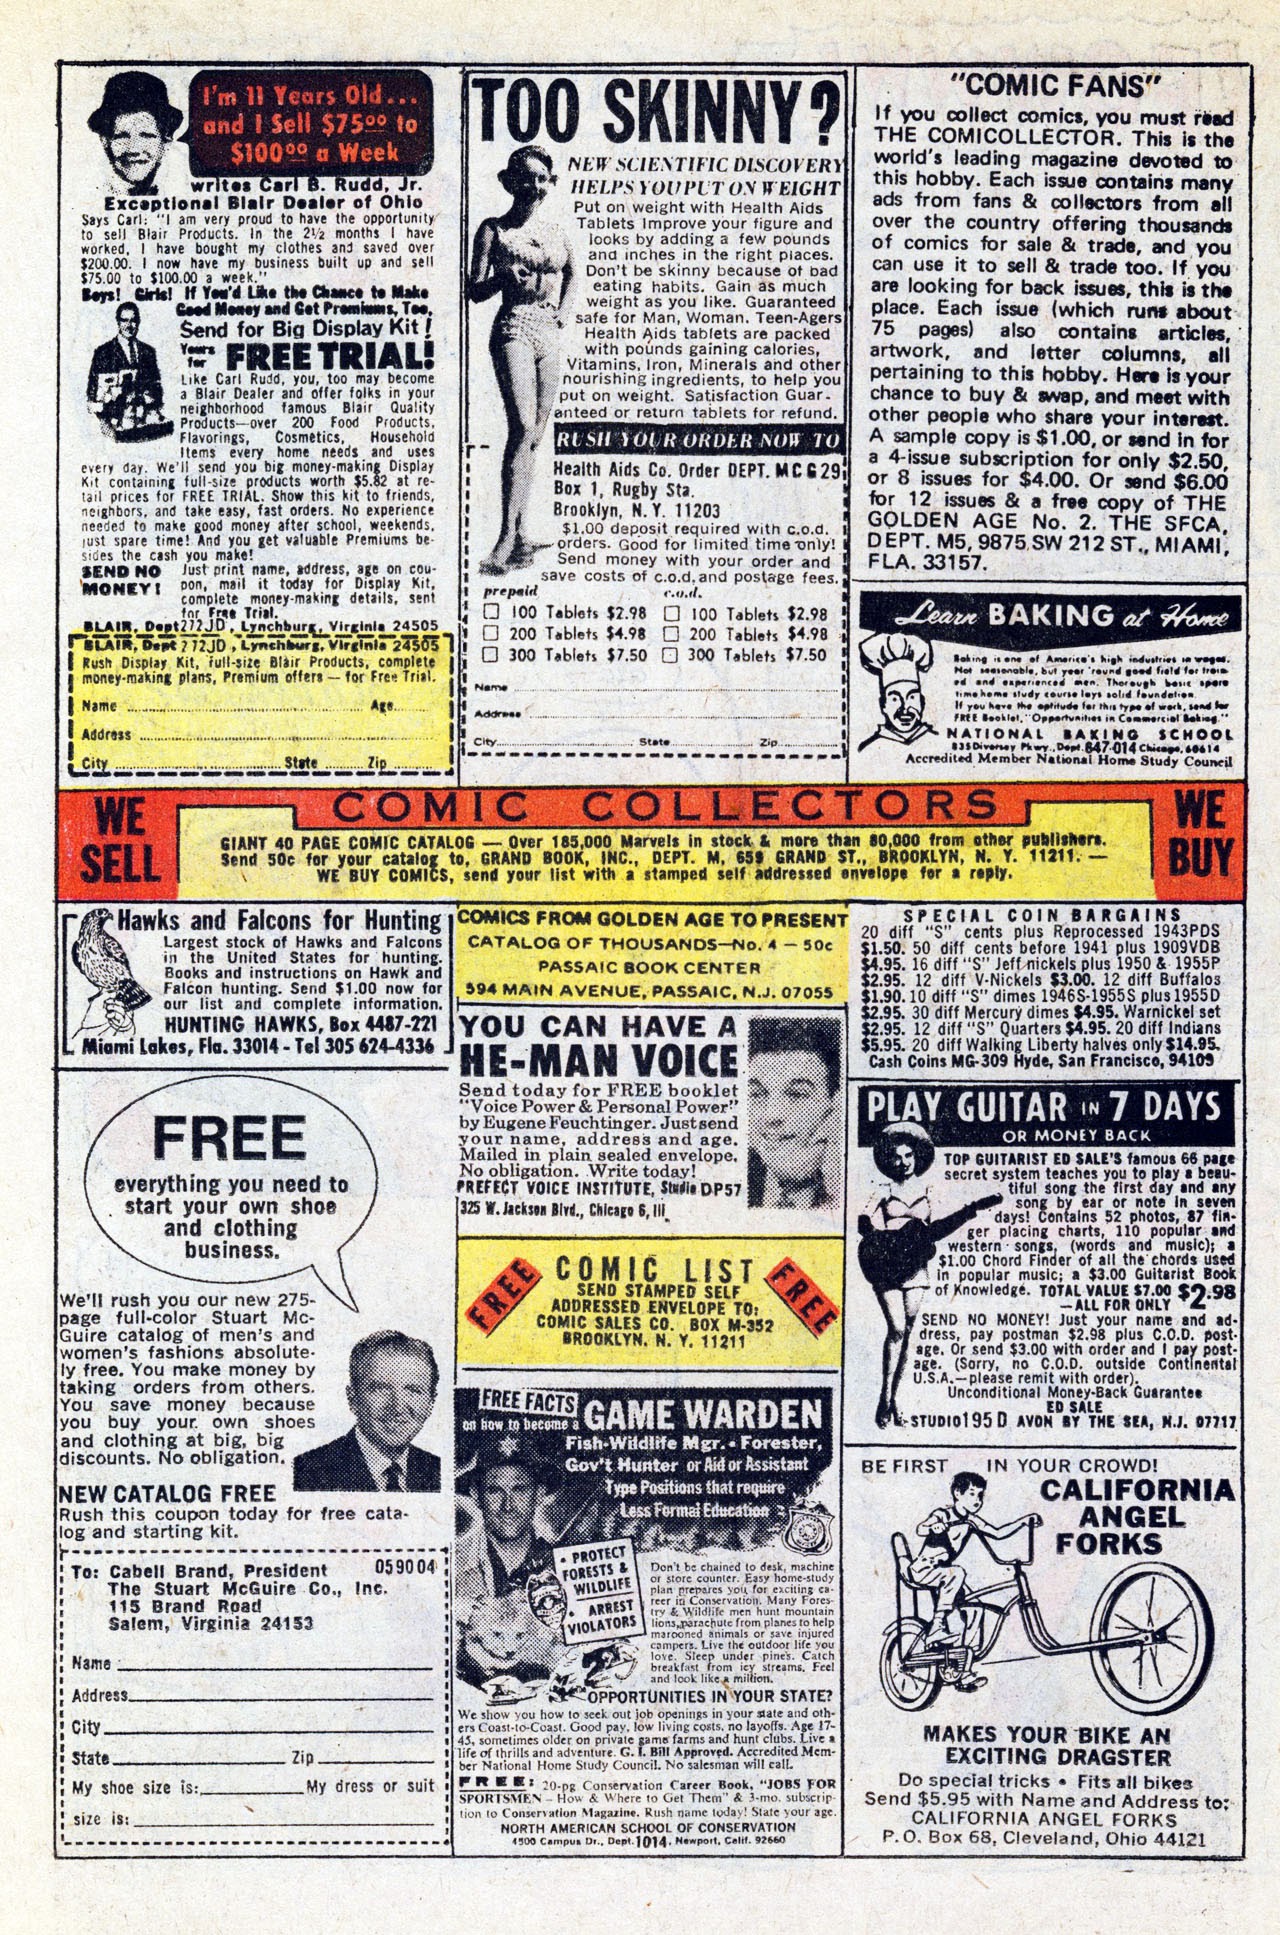 I'm 11 Years Old...
and I Sell $75.00 to
$100.00 a Week
writes Carl B. Rudd, Jr.
Exceptional Blair Dealer of Ohio
Says Carl: "I am very proud to have the opportunity
to sell Blair Products. In the 2½ months I have
worked, I have bought my clothes and saved over
$200.00. I now have my business built up and sell
$75.00 to $100.00 a week."
Boys! Girls! If You'd Like the Chance to Make
Good Money and Get Premiums, Too,
Send for Big Display Kit!
Yours for FREE TRIAL!
Like Carl Rudd, you, too may become
a Blair Dealer and offer folks in your
neighborhood famous Blair Quality
Products—over 200 Food Products,
Flavorings, Cosmetics, Household
Items every home needs and uses
every day. We'll send you big money-making Display
Kit containing full-size products worth $5.82 at re-
tail prices for FREE TRIAL. Show this kit to friends,
neighbors, and take easy, fast orders. No experience
needed to make good money after school, weekends,
just spare time! And you get valuable Premiums be-
sides the cash you make!
SEND NO MONEY! Just print name, address, age on cou-
pon, mail it today for Display Kit,
complete money-making details, sent
for Free Trial.
BLAIR, Dept 272JD, Lynchburg, Virginia 24505
BLAIR, Dept 272JD, Lynchburg, Virginia 24505
Rush Display Kit, full-size Blair Products, complete
money-making plans, Premium offers — for Free Trial.
Name Age
Address
City State Zip
TOO SKINNY?
NEW SCIENTIFIC DISCOVERY
HELPS YOU PUT ON WEIGHT
Put on weight with Health Aids
Tablets Improve your figure and
looks by adding a few pounds
and inches in the right places.
Don't be skinny because of bad
eating habits. Gain as much
weight as you like. Guaranteed
safe for Man, Woman. Teen-Agers
Health Aids tablets are packed
with pounds gaining calories,
Vitamins, Iron, Minerals and other
nourishing ingredients, to help you
put on weight. Satisfaction Guar-
anteed or return tablets for refund.
RUSH YOUR ORDER NOW TO
Health Aids Co. Order DEPT. MCG29
Box 1, Rugby Sta.
Brooklyn, N. Y. 11203
$1.00 deposit required with c.o.d.
orders. Good for limited time only!
Send money with your order and
save costs of c.o.d. and postage fees.
prepaid c.o.d.
100 Tablets $2.98 100 Tablets $2.98
200 Tablets $4.98 200 Tablets $4.98
300 Tablets $7.50 300 Tablets $7.50
Name
Address
City State Zip
"COMIC FANS"
If you collect comics, you must read
THE COMICOLLECTOR. This is the
world's leading magazine devoted to
this hobby. Each issue contains many
ads from fans & collectors from all
over the country offering thousands
of comics for sale & trade, and you
can use it to sell & trade too. If you
are looking for back issues, this is the
place. Each issue (which runs about
75 pages) also contains articles,
artwork, and letter columns, all
pertaining to this hobby. Here is your
chance to buy & swap, and meet with
other people who share your interest.
A sample copy is $1.00, or send in for
a 4-issue subscription for only $2.50,
or 8 issues for $4.00. Or send $6.00
for 12 issues & a free copy of THE
GOLDEN AGE No. 2. THE SFCA,
DEPT. M5, 9875 SW 212 ST., MIAMI,
FLA. 33157.
Learn BAKING at Home
Baking is one of America's high industries in wages.
Not seasonable, but year 'round good field for train-
ed and experienced men. Thorough basic spare
time home study course lays solid foundation.
If you have the aptitude for this type of work, send for
FREE Booklet, "Opportunities in Commercial Baking."
NATIONAL BAKING SCHOOL
835 Diversey Pkwy., Dept. 647-014 Chicago, 60614
Accredited Member National Home Study Council
WE SELL
COMIC COLLECTORS
WE BUY
GIANT 40 PAGE COMIC CATALOG — Over 185,000 Marvels in stock & more than 80,000 from other publishers.
Send 50c for your catalog to, GRAND BOOK, INC., DEPT. M, 659 GRAND ST., BROOKLYN, N. Y. 11211. —
WE BUY COMICS, send your list with a stamped self addressed envelope for a reply.
Hawks and Falcons for Hunting
Largest stock of Hawks and Falcons
in the United States for hunting.
Books and instructions on Hawk and
Falcon hunting. Send $1.00 now for
our list and complete information.
HUNTING HAWKS, Box 4487-221
Miami Lakes, Fla. 33014 - Tel 305 624-4336
FREE
everything you need to
start your own shoe
and clothing
business.
We'll rush you our new 275-
page full-color Stuart Mc-
Guire catalog of men's and
women's fashions absolute-
ly free. You make money by
taking orders from others.
You save money because
you buy your own shoes
and clothing at big, big
discounts. No obligation.
NEW CATALOG FREE
Rush this coupon today for free cata-
log and starting kit.
To: Cabell Brand, President 059004
The Stuart McGuire Co., Inc.
115 Brand Road
Salem, Virginia 24153
Name
Address
City
State Zip
My shoe size is: My dress or suit
size is:
COMICS FROM GOLDEN AGE TO PRESENT
CATALOG OF THOUSANDS—No. 4 — 50c
PASSAIC BOOK CENTER
594 MAIN AVENUE, PASSAIC, N.J. 07055
YOU CAN HAVE A
HE-MAN VOICE
Send today for FREE booklet
"Voice Power & Personal Power"
by Eugene Feuchtinger. Just send
your name, address and age.
Mailed in plain sealed envelope.
No obligation. Write today!
PREFECT VOICE INSTITUTE, Studio DP57
325 W. Jackson Blvd., Chicago 6, Ill.
FREE
COMIC LIST
SEND STAMPED SELF
ADDRESSED ENVELOPE TO:
COMIC SALES CO. BOX M-352
BROOKLYN, N. Y. 11211
FREE
FREE FACTS
on how to become a GAME WARDEN
Fish-Wildlife Mgr. • Forester,
Gov't Hunter or Aid or Assistant
Type Positions that require
Less Formal Education
• PROTECT
FORESTS &
WILDLIFE
• ARREST
VIOLATORS
Don't be chained to desk, machine
or store counter. Easy home-study
plan prepares you for exciting ca-
reer in Conservation. Many Fores-
try & Wildlife men hunt mountain
lions, parachute from planes to help
marooned animals or save injured
campers. Live the outdoor life you
love. Sleep under pines. Catch
breakfast from icy streams. Feel
and look like a million.
OPPORTUNITIES IN YOUR STATE?
We show you how to seek out job openings in your state and oth-
ers Coast-to-Coast. Good pay, low living costs, no layoffs. Age 17-
45, sometimes older on private game farms and hunt clubs. Live a
life of thrills and adventure. G. I. Bill Approved. Accredited Mem-
ber National Home Study Council. No salesman will call.
FREE: 20-pg Conservation Career Book, "JOBS FOR
SPORTSMEN – How & Where to Get Them" & 3-mo. subscrip-
tion to Conservation Magazine. Rush name today! State your age.
NORTH AMERICAN SCHOOL OF CONSERVATION
4500 Campus Dr., Dept. 1014, Newport, Calif. 92660
SPECIAL COIN BARGAINS
20 diff "S" cents plus Reprocessed 1943PDS
$1.50. 50 diff cents before 1941 plus 1909VDB
$4.95. 16 diff "S" Jeff nickels plus 1950 & 1955P
$2.95. 12 diff V-Nickels $3.00. 12 diff Buffalos
$1.90. 10 diff "S" dimes 1946S-1955S plus 1955D
$2.95. 30 diff Mercury dimes $4.95. Warnickel set
$2.95. 12 diff "S" Quarters $4.95. 20 diff Indians
$5.95. 20 diff Walking Liberty halves only $14.95.
Cash Coins MG-309 Hyde, San Francisco, 94109
PLAY GUITAR IN 7 DAYS
OR MONEY BACK
TOP GUITARIST ED SALE'S famous 66 page
secret system teaches you to play a beau-
tiful song the first day and any
song by ear or note in seven
days! Contains 52 photos, 87 fin-
ger placing charts, 110 popular and
western songs, (words and music); a
$1.00 Chord Finder of all the chords used
in popular music; a $3.00 Guitarist Book
of Knowledge. TOTAL VALUE $7.00
—ALL FOR ONLY $2.98
SEND NO MONEY! Just your name and ad-
dress, pay postman $2.98 plus C.O.D. post-
age. Or send $3.00 with order and I pay post-
age. (Sorry, no C.O.D. outside Continental
U.S.A.—please remit with order).
Unconditional Money-Back Guarantee
ED SALE
STUDIO 195 D AVON BY THE SEA, N.J. 07717
BE FIRST IN YOUR CROWD!
CALIFORNIA
ANGEL
FORKS
MAKES YOUR BIKE AN
EXCITING DRAGSTER
Do special tricks • Fits all bikes
Send $5.95 with Name and Address to:
CALIFORNIA ANGEL FORKS
P. O. Box 68, Cleveland, Ohio 44121